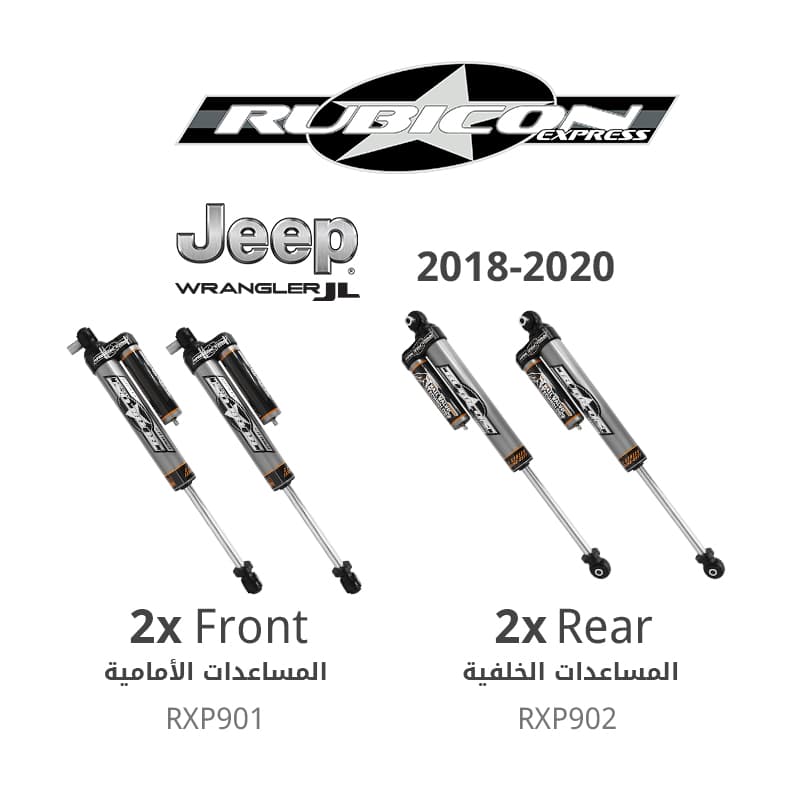 RUBICON
EXPRESS
Jeep®
WRANGLER JL
2018-2020
2x Front
المساعدات الأمامية
RXP901
2x Rear
المساعدات الخلفية
RXP902